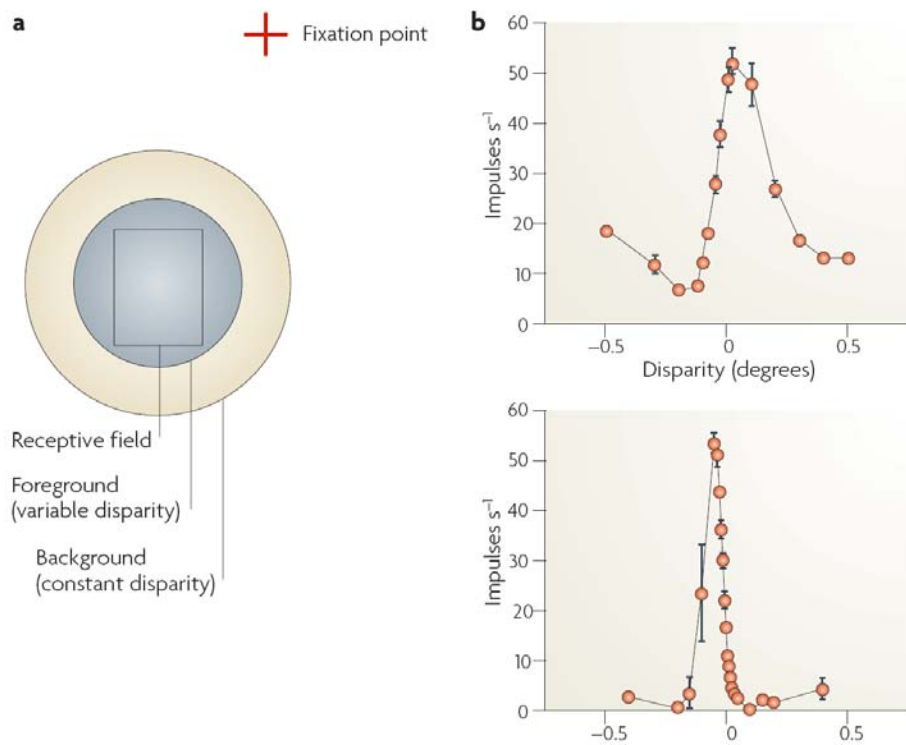 a
Fixation point
Receptive field
Foreground
(variable disparity)
Background
(constant disparity)
b
Impulses s⁻¹
60
50
40
30
20
10
0
−0.5
0
0.5
Disparity (degrees)
Impulses s⁻¹
60
50
40
30
20
10
0
−0.5
0
0.5